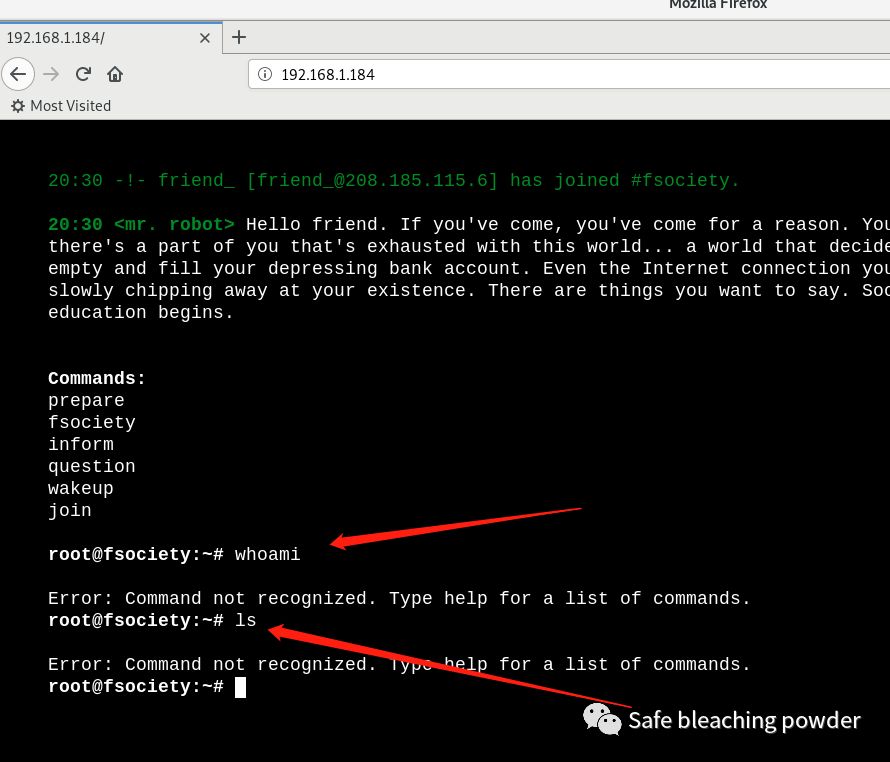 Mozilla Firefox
192.168.1.184/
192.168.1.184
Most Visited
20:30 -!- friend_ [friend_@208.185.115.6] has joined #fsociety.
20:30 <mr. robot> Hello friend. If you've come, you've come for a reason. You
there's a part of you that's exhausted with this world... a world that decide
empty and fill your depressing bank account. Even the Internet connection you
slowly chipping away at your existence. There are things you want to say. Soo
education begins.
Commands:
prepare
fsociety
inform
question
wakeup
join
root@fsociety:~# whoami
Error: Command not recognized. Type help for a list of commands.
root@fsociety:~# ls
Error: Command not recognized. Type help for a list of commands.
root@fsociety:~#
Safe bleaching powder